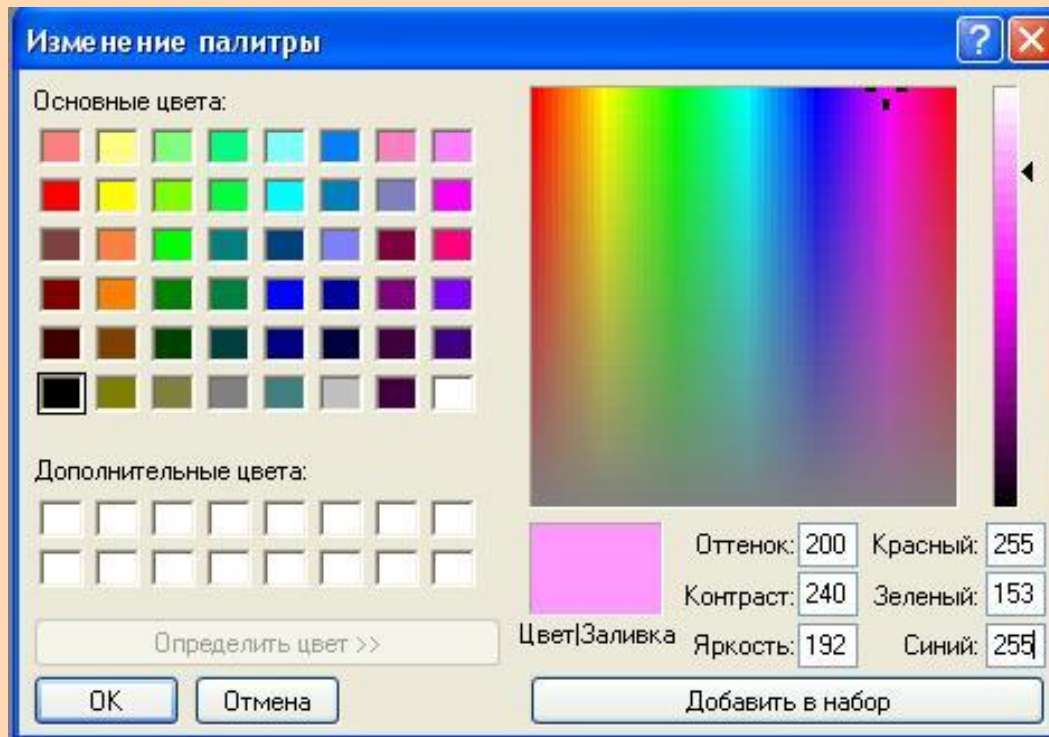 Изменение палитры
?
Основные цвета:
Дополнительные цвета:
Определить цвет >>
ОК
Отмена
Цвет|Заливка
Оттенок: 200
Контраст: 240
Яркость: 192
Красный: 255
Зеленый: 153
Синий: 255
Добавить в набор